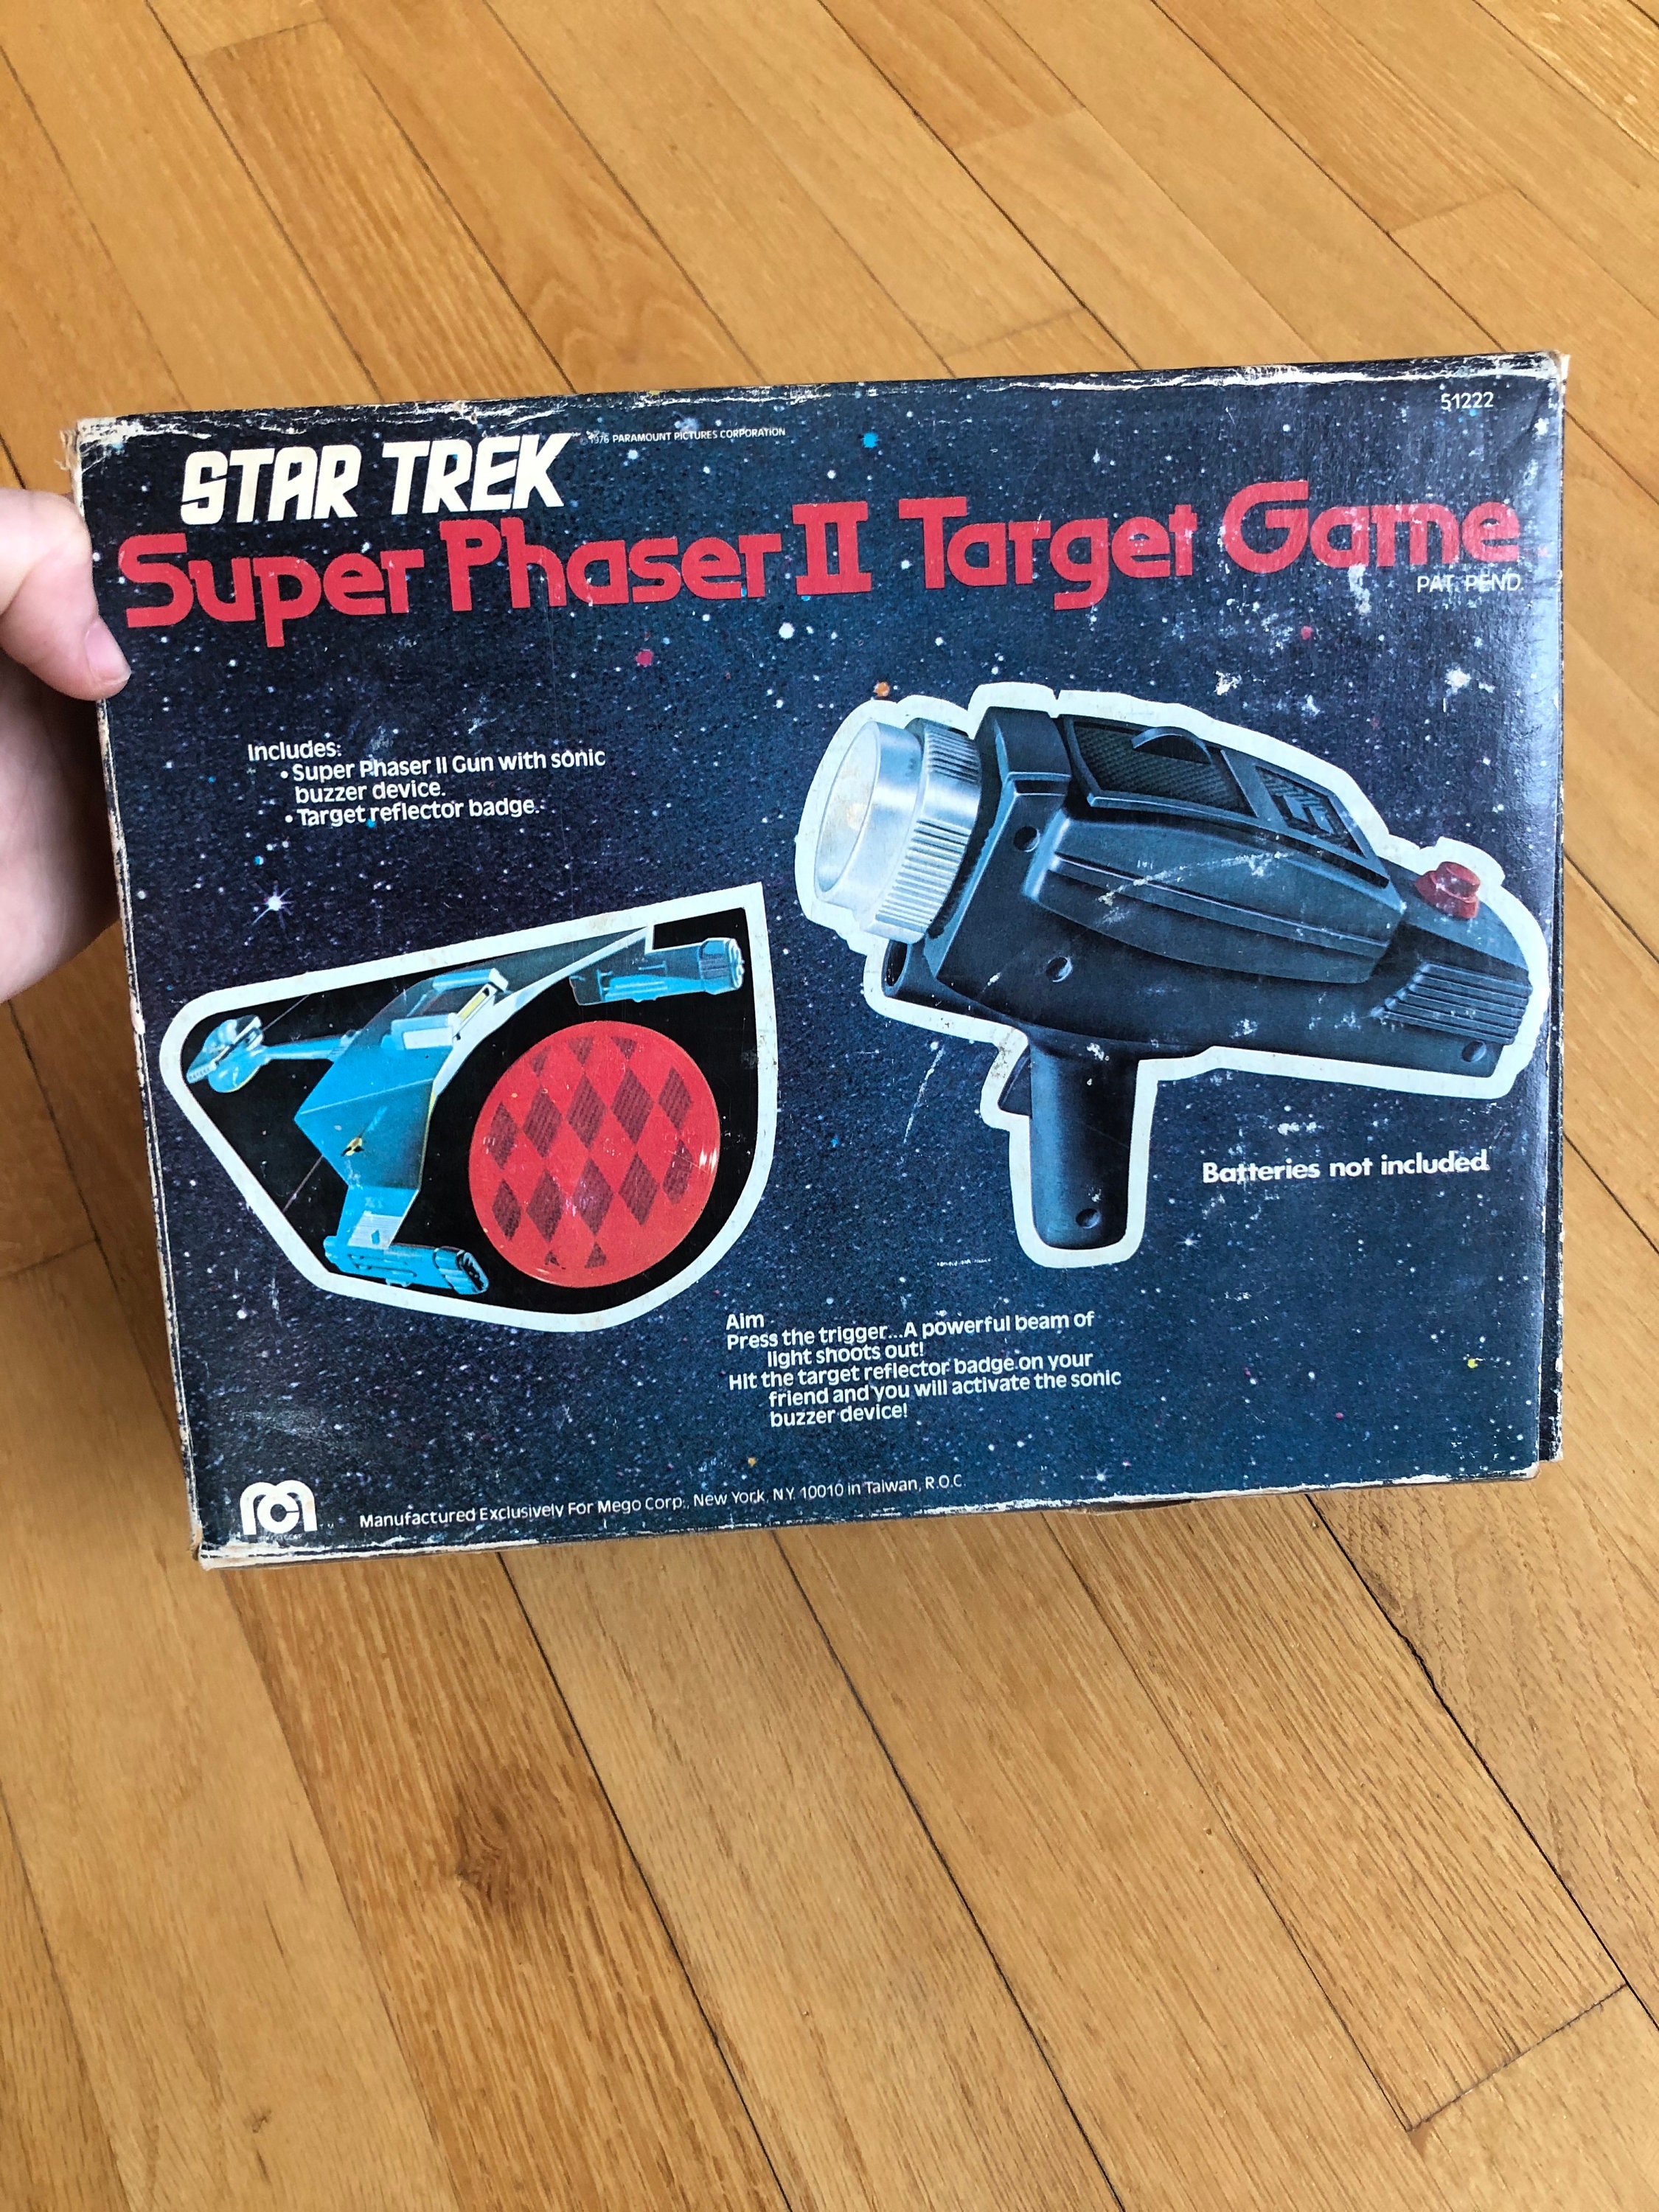 51222
© 1976 PARAMOUNT PICTURES CORPORATION
STAR TREK
Super Phaser II Target Game
PAT. PEND.
Includes:
• Super Phaser II Gun with sonic
buzzer device.
• Target reflector badge.
Batteries not included
Aim
Press the trigger...A powerful beam of
light shoots out!
Hit the target reflector badge on your
friend and you will activate the sonic
buzzer device!
Manufactured Exclusively For Mego Corp., New York, N.Y. 10010 in Taiwan, R.O.C.